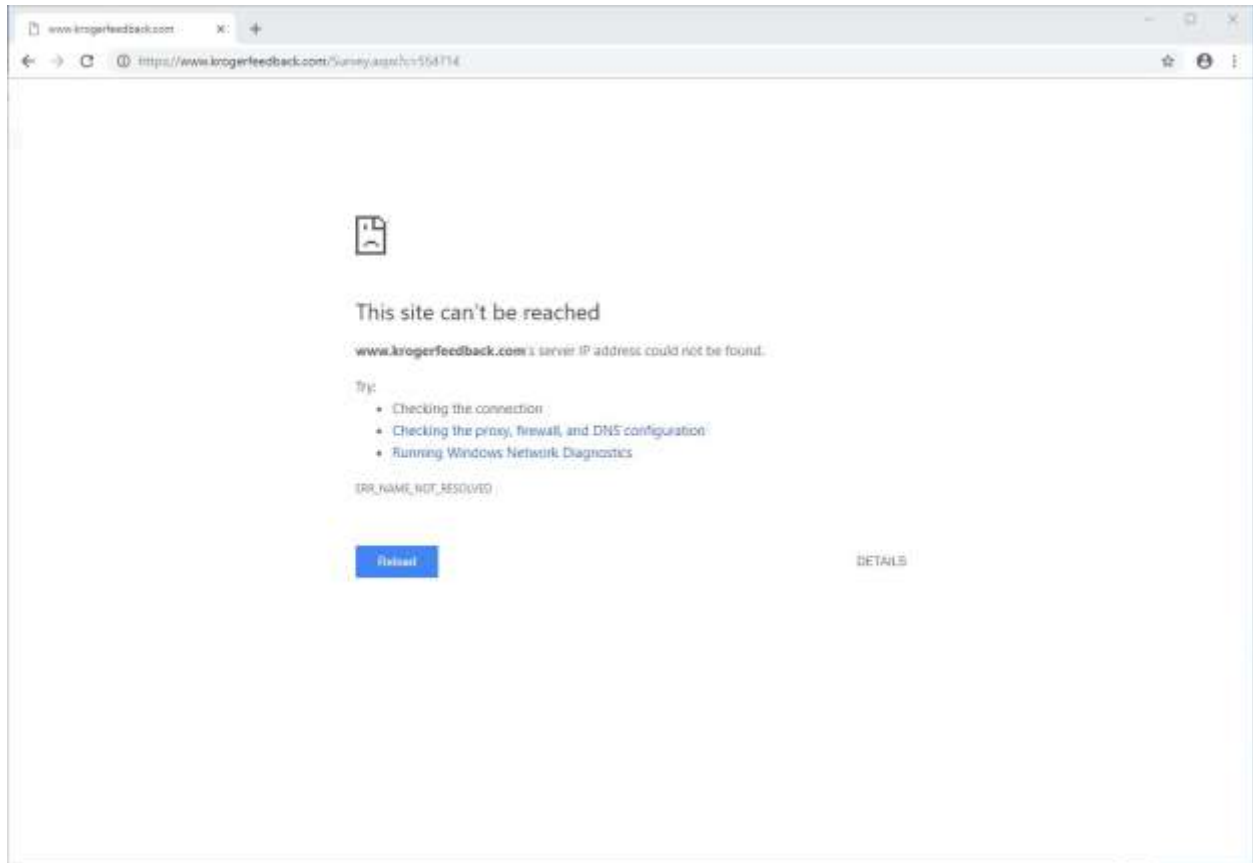 www.krogerfeedback.com
https://www.krogerfeedback.com/Survey.aspx?c=554714
This site can't be reached
www.krogerfeedback.com's server IP address could not be found.
Try:
• Checking the connection
• Checking the proxy, firewall, and DNS configuration
• Running Windows Network Diagnostics
ERR_NAME_NOT_RESOLVED
Reload
DETAILS